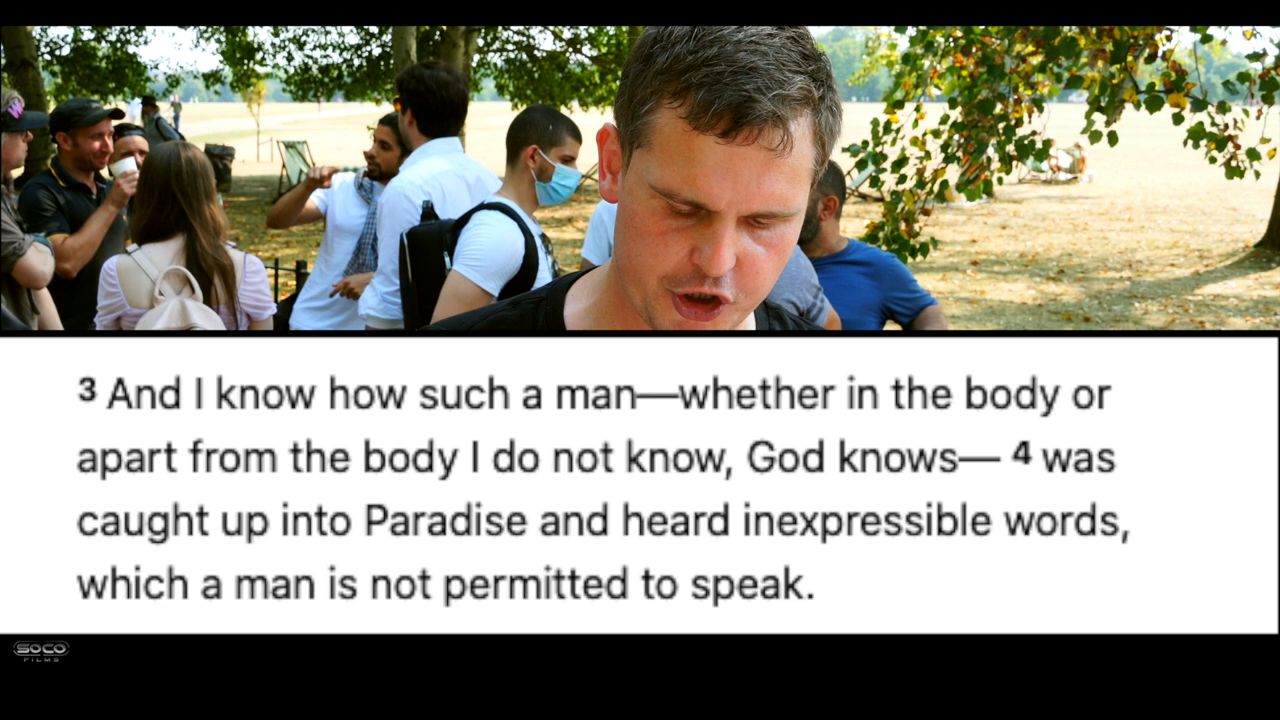 3 And I know how such a man—whether in the body or
apart from the body I do not know, God knows— 4 was
caught up into Paradise and heard inexpressible words,
which a man is not permitted to speak.
SOCO
FILMS